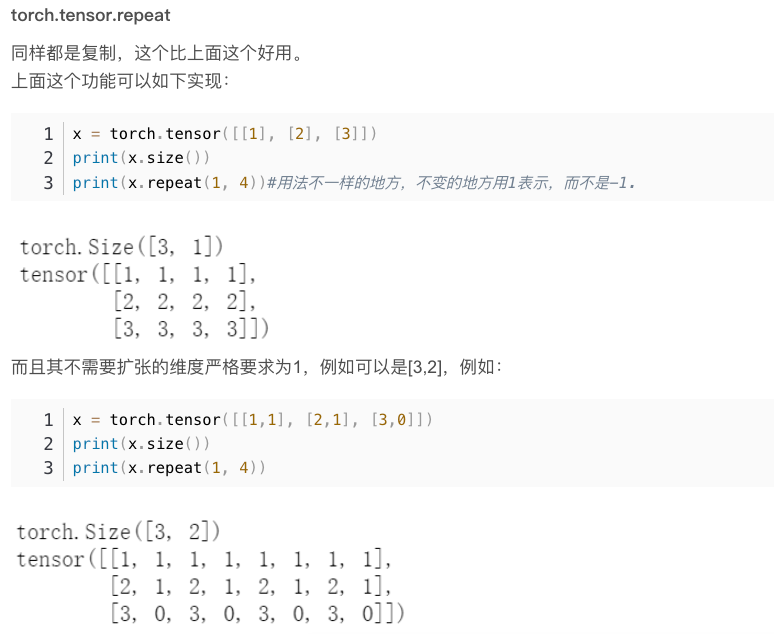 torch.tensor.repeat
同样都是复制，这个比上面这个好用。
上面这个功能可以如下实现：
1 x = torch.tensor([[1], [2], [3]])
2 print(x.size())
3 print(x.repeat(1, 4))#用法不一样的地方，不变的地方用1表示，而不是-1.
torch.Size([3, 1])
tensor([[1, 1, 1, 1],
        [2, 2, 2, 2],
        [3, 3, 3, 3]])
而且其不需要扩张的维度严格要求为1，例如可以是[3,2]，例如：
1 x = torch.tensor([[1,1], [2,1], [3,0]])
2 print(x.size())
3 print(x.repeat(1, 4))
torch.Size([3, 2])
tensor([[1, 1, 1, 1, 1, 1, 1, 1],
        [2, 1, 2, 1, 2, 1, 2, 1],
        [3, 0, 3, 0, 3, 0, 3, 0]])